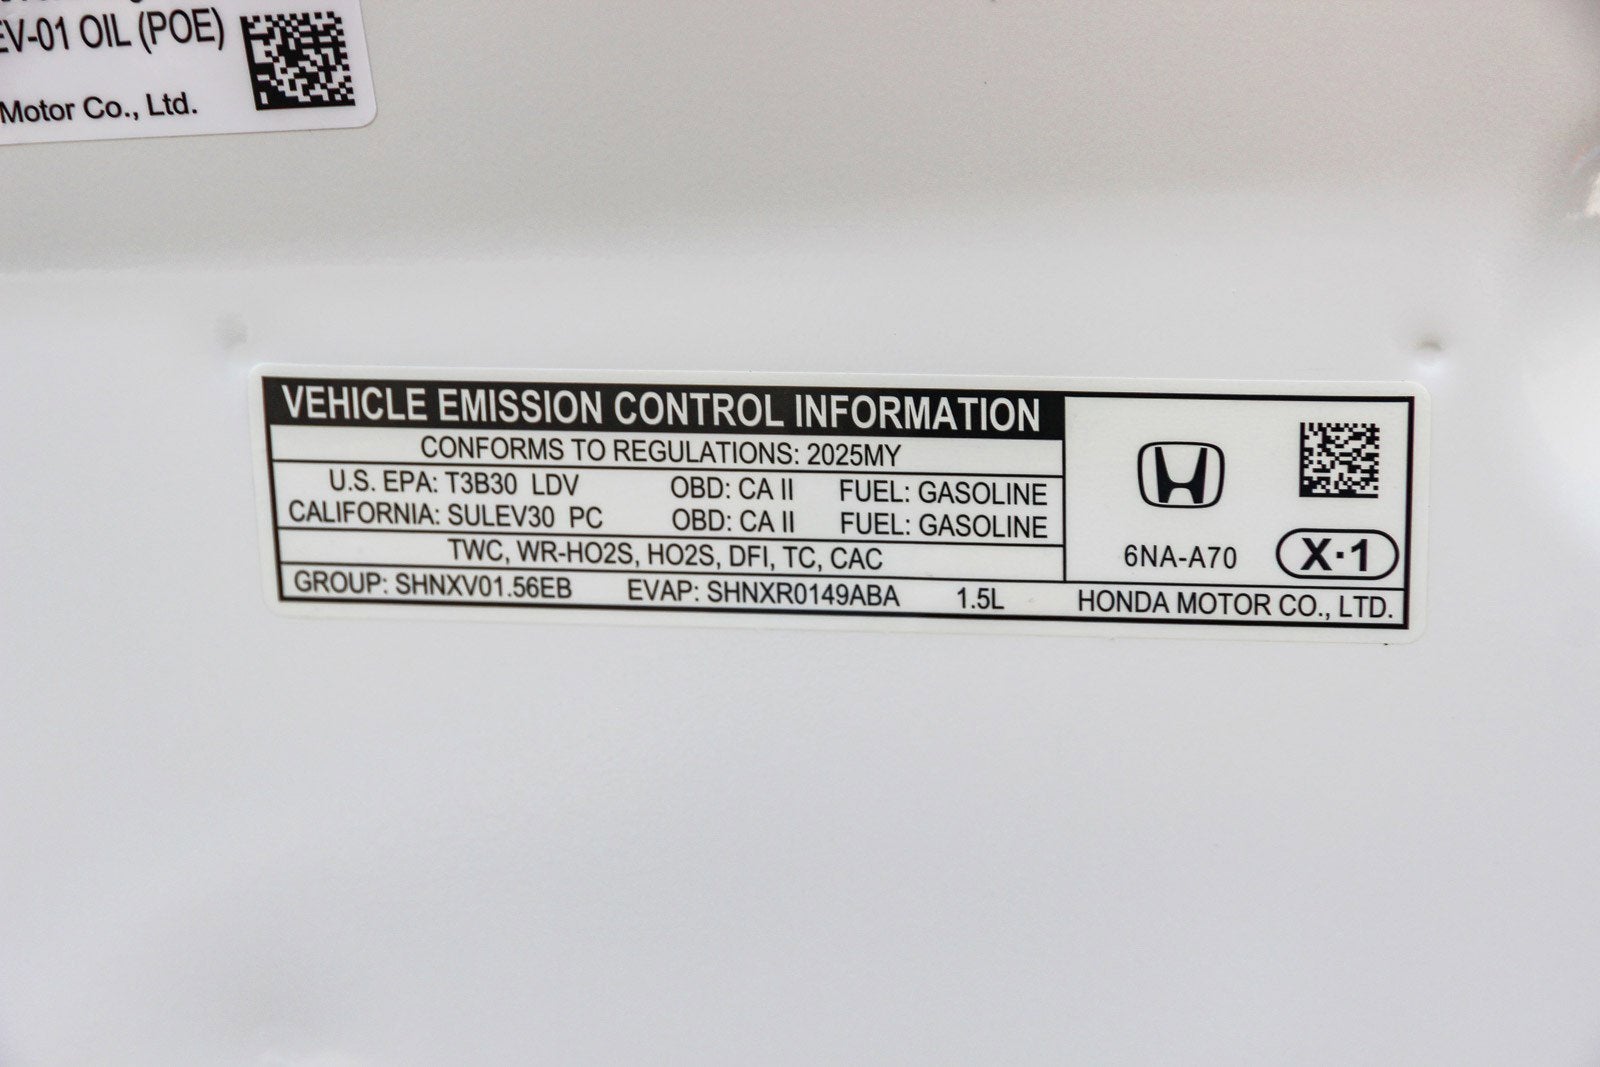 EV-01 OIL (POE)
Motor Co., Ltd.
VEHICLE EMISSION CONTROL INFORMATION
CONFORMS TO REGULATIONS: 2025MY
U.S. EPA: T3B30 LDV OBD: CA II FUEL: GASOLINE
CALIFORNIA: SULEV30 PC OBD: CA II FUEL: GASOLINE
TWC, WR-HO2S, HO2S, DFI, TC, CAC
GROUP: SHNXV01.56EB EVAP: SHNXR0149ABA 1.5L
6NA-A70 X·1
HONDA MOTOR CO., LTD.